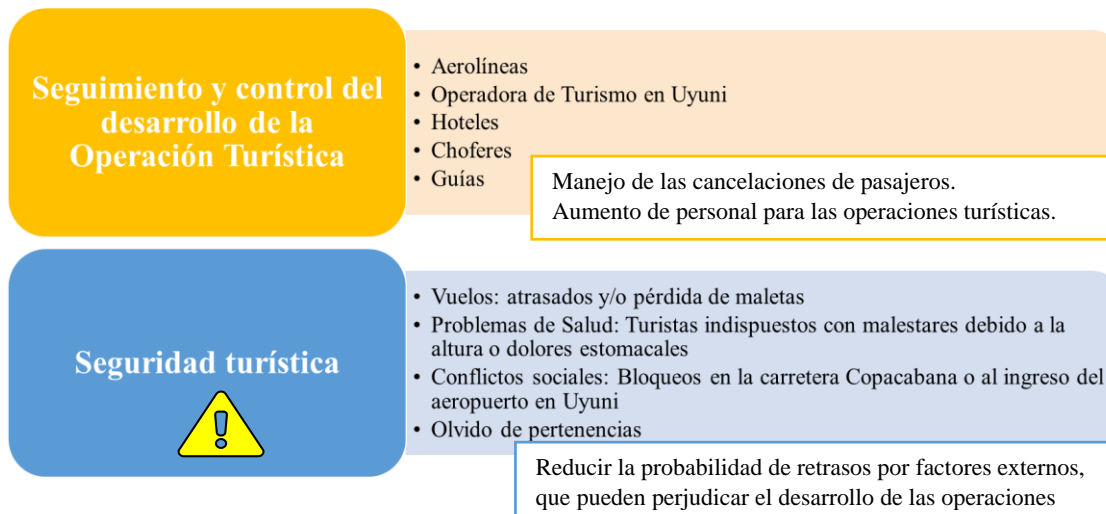 Seguimiento y control del
desarrollo de la
Operación Turística
• Aerolíneas
• Operadora de Turismo en Uyuni
• Hoteles
• Choferes
• Guías
Manejo de las cancelaciones de pasajeros.
Aumento de personal para las operaciones turísticas.
Seguridad turística
!
• Vuelos: atrasados y/o pérdida de maletas
• Problemas de Salud: Turistas indispuestos con malestares debido a la
altura o dolores estomacales
• Conflictos sociales: Bloqueos en la carretera Copacabana o al ingreso del
aeropuerto en Uyuni
• Olvido de pertenencias
Reducir la probabilidad de retrasos por factores externos,
que pueden perjudicar el desarrollo de las operaciones